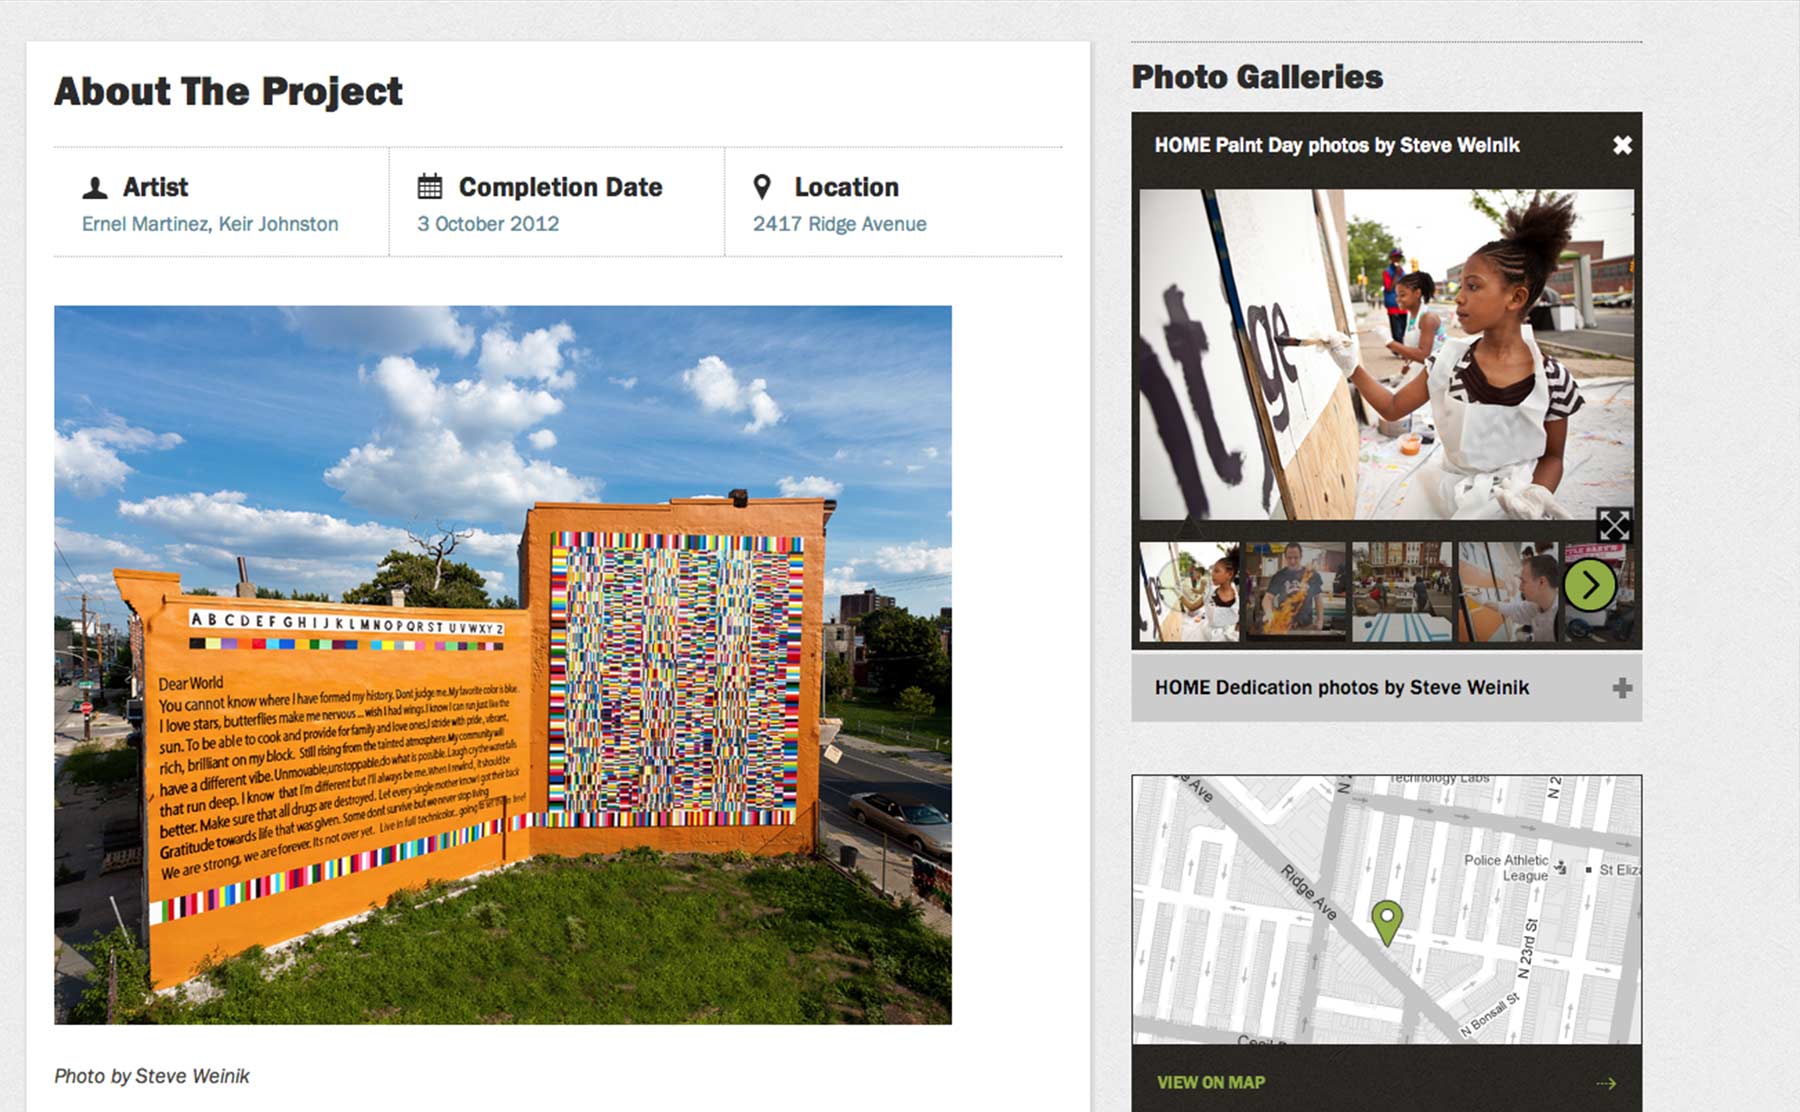 About The Project
Artist
Ernel Martinez, Keir Johnston
Completion Date
3 October 2012
Location
2417 Ridge Avenue
A B C D E F G H I J K L M N O P Q R S T U V W X Y Z
Dear World
You cannot know where I have formed my history. Dont judge me. My favorite color is blue.
I love stars, butterflies make me nervous ... wish I had wings. I know I can run just like the
sun. To be able to cook and provide for family and love ones. I stride with pride, vibrant,
rich, brilliant on my block. Still rising from the tainted atmosphere. My community will
have a different vibe. Unmovable, unstoppable, do what is possible. Laugh cry the waterfalls
that run deep. I know that I'm different but I'll always be me. When I rewind, it should be
better. Make sure that all drugs are destroyed. Let every single mother know I got their back
Gratitude towards life that was given. Some dont survive but we never stop living
We are strong, we are forever. Its not over yet. Live in full technicolor.. going to set them free!
Photo by Steve Weinik
Photo Galleries
HOME Paint Day photos by Steve Weinik
ge
HOME Dedication photos by Steve Weinik
Technology Labs
Ridge Ave
Police Athletic
League
St Eliz
N 23rd St
N Bonsall St
VIEW ON MAP